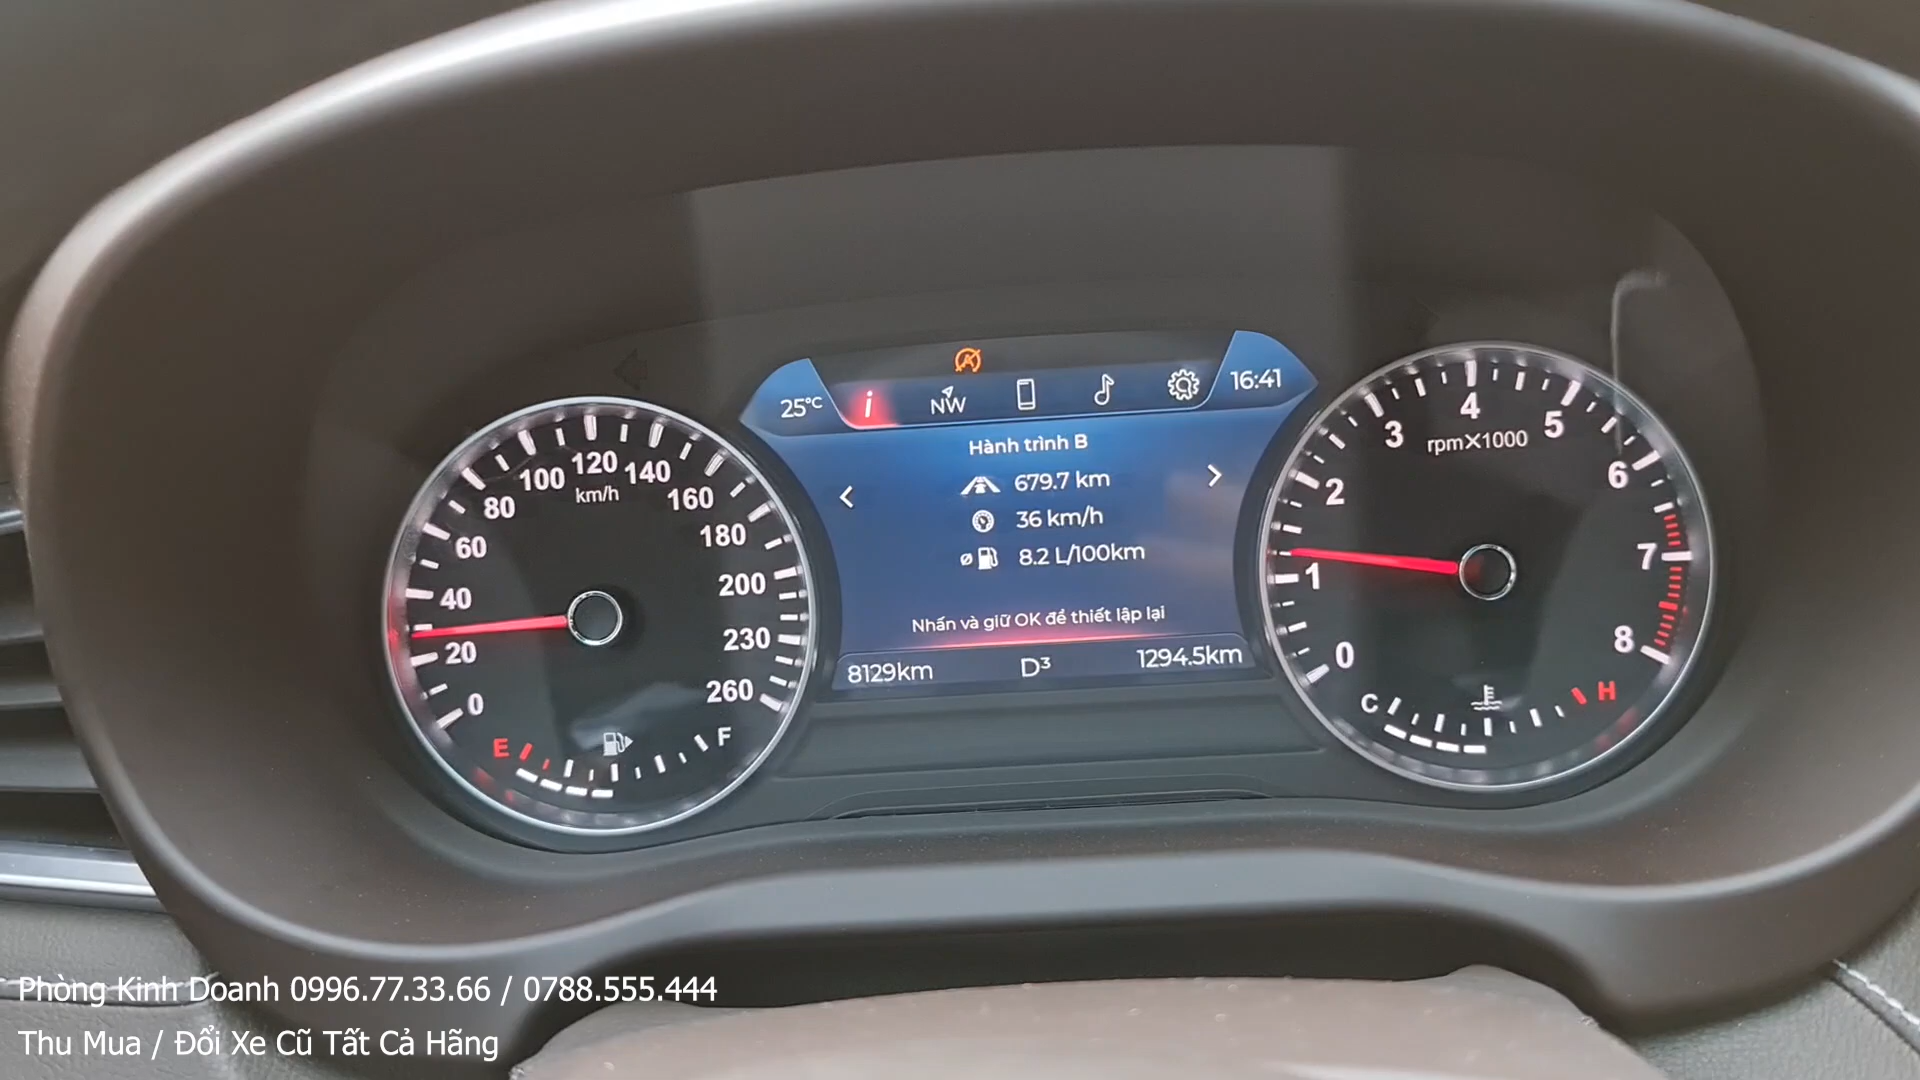 25°C
NW
16:41
Hành trình B
679.7 km
36 km/h
ø 8.2 L/100km
Nhấn và giữ OK để thiết lập lại
8129km
D3
1294.5km
0
20
40
60
80
100
120
140
160
180
200
230
260
km/h
E
F
0
1
2
3
4
5
6
7
8
rpmX1000
C
H
Phòng Kinh Doanh 0996.77.33.66 / 0788.555.444
Thu Mua / Đổi Xe Cũ Tất Cả Hãng